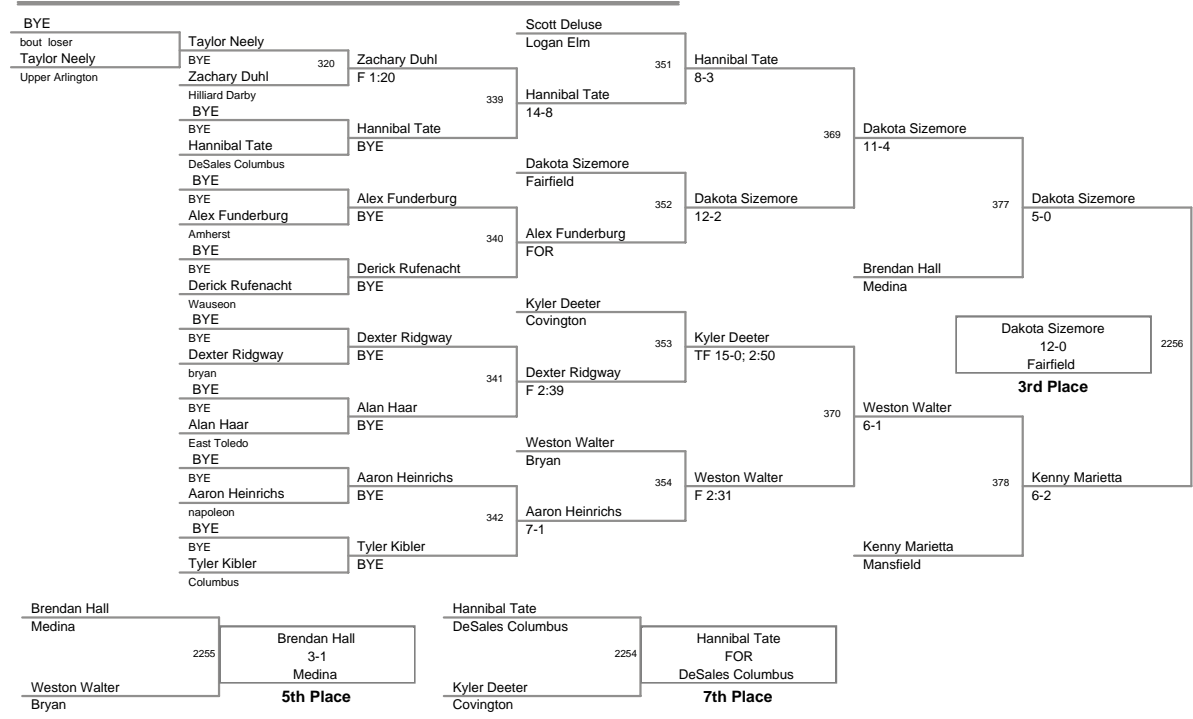 BYE
bout loser
Taylor Neely
Upper Arlington
Taylor Neely
BYE
320
Zachary Duhl
Hilliard Darby
BYE
BYE
Hannibal Tate
DeSales Columbus
BYE
BYE
Alex Funderburg
Amherst
BYE
BYE
Derick Rufenacht
Wauseon
BYE
BYE
Dexter Ridgway
bryan
BYE
BYE
Alan Haar
East Toledo
BYE
BYE
Aaron Heinrichs
napoleon
BYE
BYE
Tyler Kibler
Columbus
Zachary Duhl
F 1:20
339
Hannibal Tate
BYE
Alex Funderburg
BYE
340
Derick Rufenacht
BYE
Dexter Ridgway
BYE
341
Alan Haar
BYE
Aaron Heinrichs
BYE
342
Tyler Kibler
BYE
Scott Deluse
Logan Elm
351
Hannibal Tate
14-8
Dakota Sizemore
Fairfield
352
Alex Funderburg
FOR
Kyler Deeter
Covington
353
Dexter Ridgway
F 2:39
Weston Walter
Bryan
354
Aaron Heinrichs
7-1
Hannibal Tate
8-3
369
Dakota Sizemore
12-2
Kyler Deeter
TF 15-0; 2:50
370
Weston Walter
F 2:31
Dakota Sizemore
11-4
377
Brendan Hall
Medina
Weston Walter
6-1
378
Kenny Marietta
Mansfield
Dakota Sizemore
5-0
Kenny Marietta
6-2
2256
Dakota Sizemore
12-0
Fairfield
3rd Place
Brendan Hall
Medina
2255
Weston Walter
Bryan
Brendan Hall
3-1
Medina
5th Place
Hannibal Tate
DeSales Columbus
2254
Kyler Deeter
Covington
Hannibal Tate
FOR
DeSales Columbus
7th Place